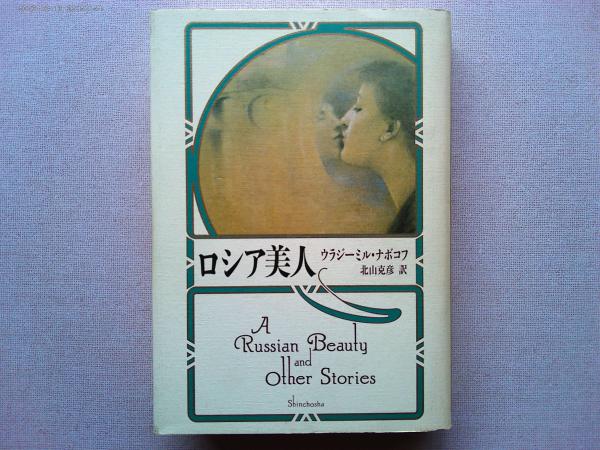 ロシア美人
ウラジーミル・ナボコフ
北山克彦 訳
A
Russian Beauty
and
Other Stories
Shinchosha